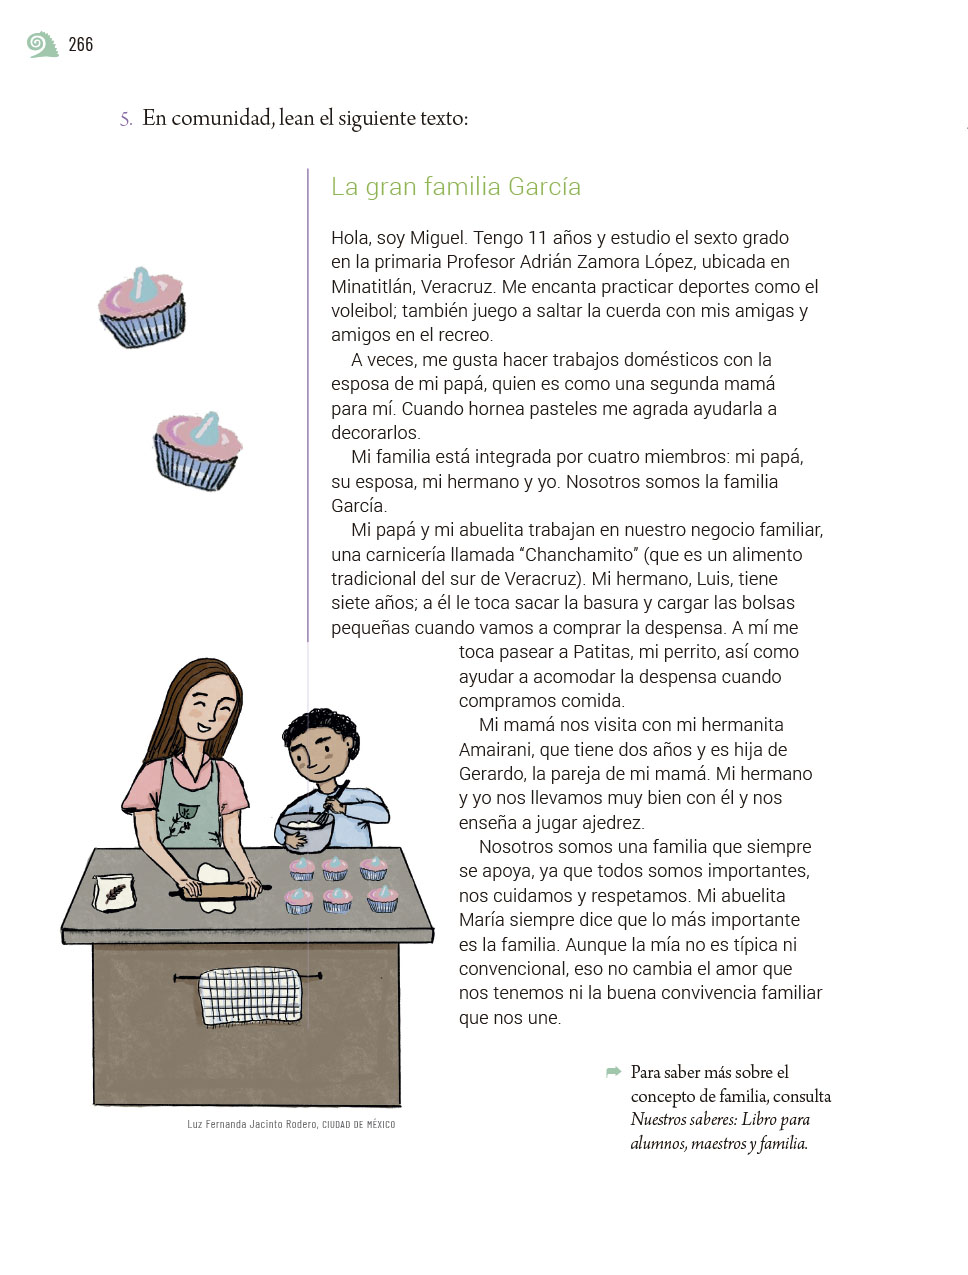 266
5. En comunidad, lean el siguiente texto:
La gran familia García
Hola, soy Miguel. Tengo 11 años y estudio el sexto grado
en la primaria Profesor Adrián Zamora López, ubicada en
Minatitlán, Veracruz. Me encanta practicar deportes como el
voleibol; también juego a saltar la cuerda con mis amigas y
amigos en el recreo.
A veces, me gusta hacer trabajos domésticos con la
esposa de mi papá, quien es como una segunda mamá
para mí. Cuando hornea pasteles me agrada ayudarla a
decorarlos.
Mi familia está integrada por cuatro miembros: mi papá,
su esposa, mi hermano y yo. Nosotros somos la familia
García.
Mi papá y mi abuelita trabajan en nuestro negocio familiar,
una carnicería llamada “Chanchamito” (que es un alimento
tradicional del sur de Veracruz). Mi hermano, Luis, tiene
siete años; a él le toca sacar la basura y cargar las bolsas
pequeñas cuando vamos a comprar la despensa. A mí me
toca pasear a Patitas, mi perrito, así como
ayudar a acomodar la despensa cuando
compramos comida.
Mi mamá nos visita con mi hermanita
Amairani, que tiene dos años y es hija de
Gerardo, la pareja de mi mamá. Mi hermano
y yo nos llevamos muy bien con él y nos
enseña a jugar ajedrez.
Nosotros somos una familia que siempre
se apoya, ya que todos somos importantes,
nos cuidamos y respetamos. Mi abuelita
María siempre dice que lo más importante
es la familia. Aunque la mía no es típica ni
convencional, eso no cambia el amor que
nos tenemos ni la buena convivencia familiar
que nos une.
Para saber más sobre el
concepto de familia, consulta
Nuestros saberes: Libro para
alumnos, maestros y familia.
Luz Fernanda Jacinto Rodero, CIUDAD DE MÉXICO